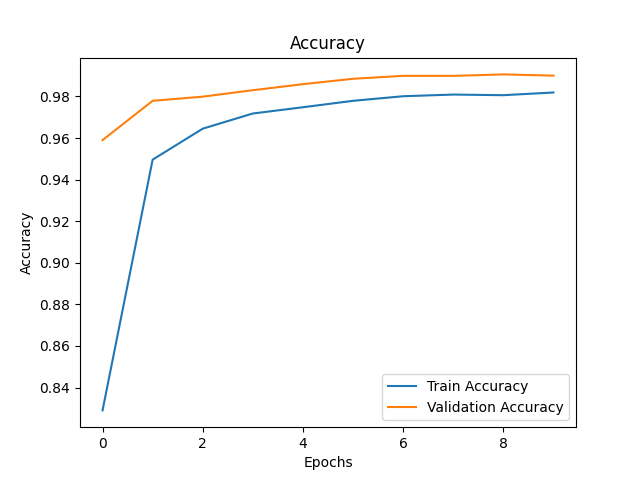 Accuracy
0.98
0.96
0.94
0.92
0.90
0.88
0.86
0.84
Accuracy
Train Accuracy
Validation Accuracy
0 2 4 6 8
Epochs